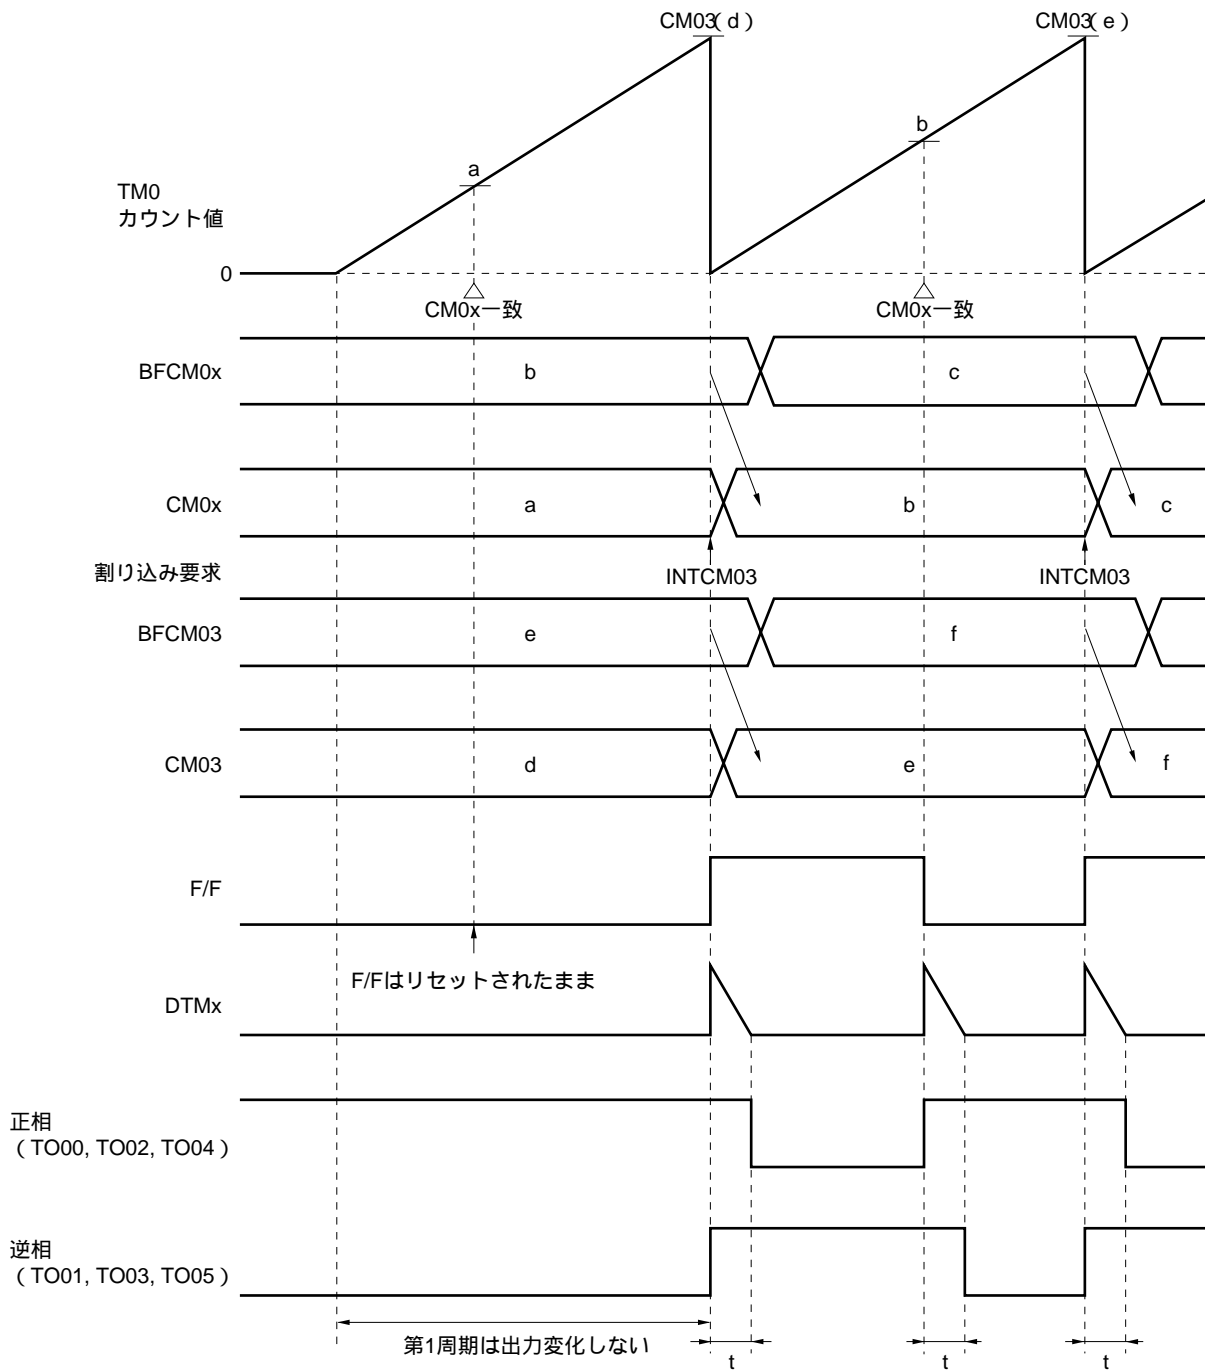 CM03(d)
CM03(e)
b
a
TM0
カウント値
0
CM0x一致
CM0x一致
BFCM0x
b
c
CM0x
a
b
c
割り込み要求
INTCM03
INTCM03
BFCM03
e
f
CM03
d
e
f
F/F
F/Fはリセットされたまま
DTMx
正相
(TO00, TO02, TO04)
逆相
(TO01, TO03, TO05)
第1周期は出力変化しない
t
t
t